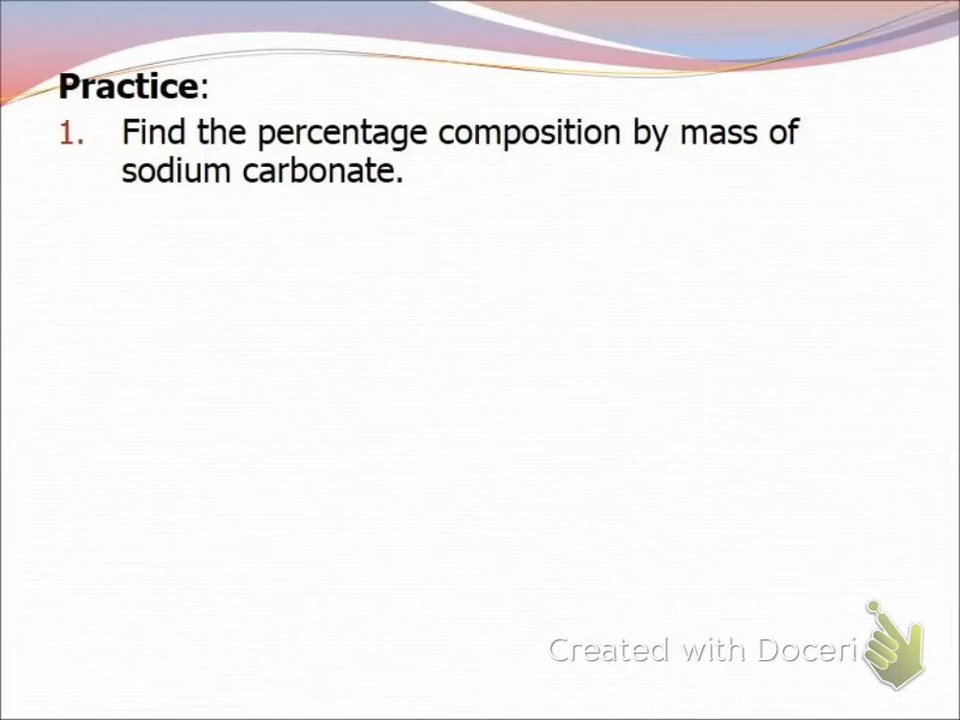 Practice:
1. Find the percentage composition by mass of
sodium carbonate.
Created with Doceri